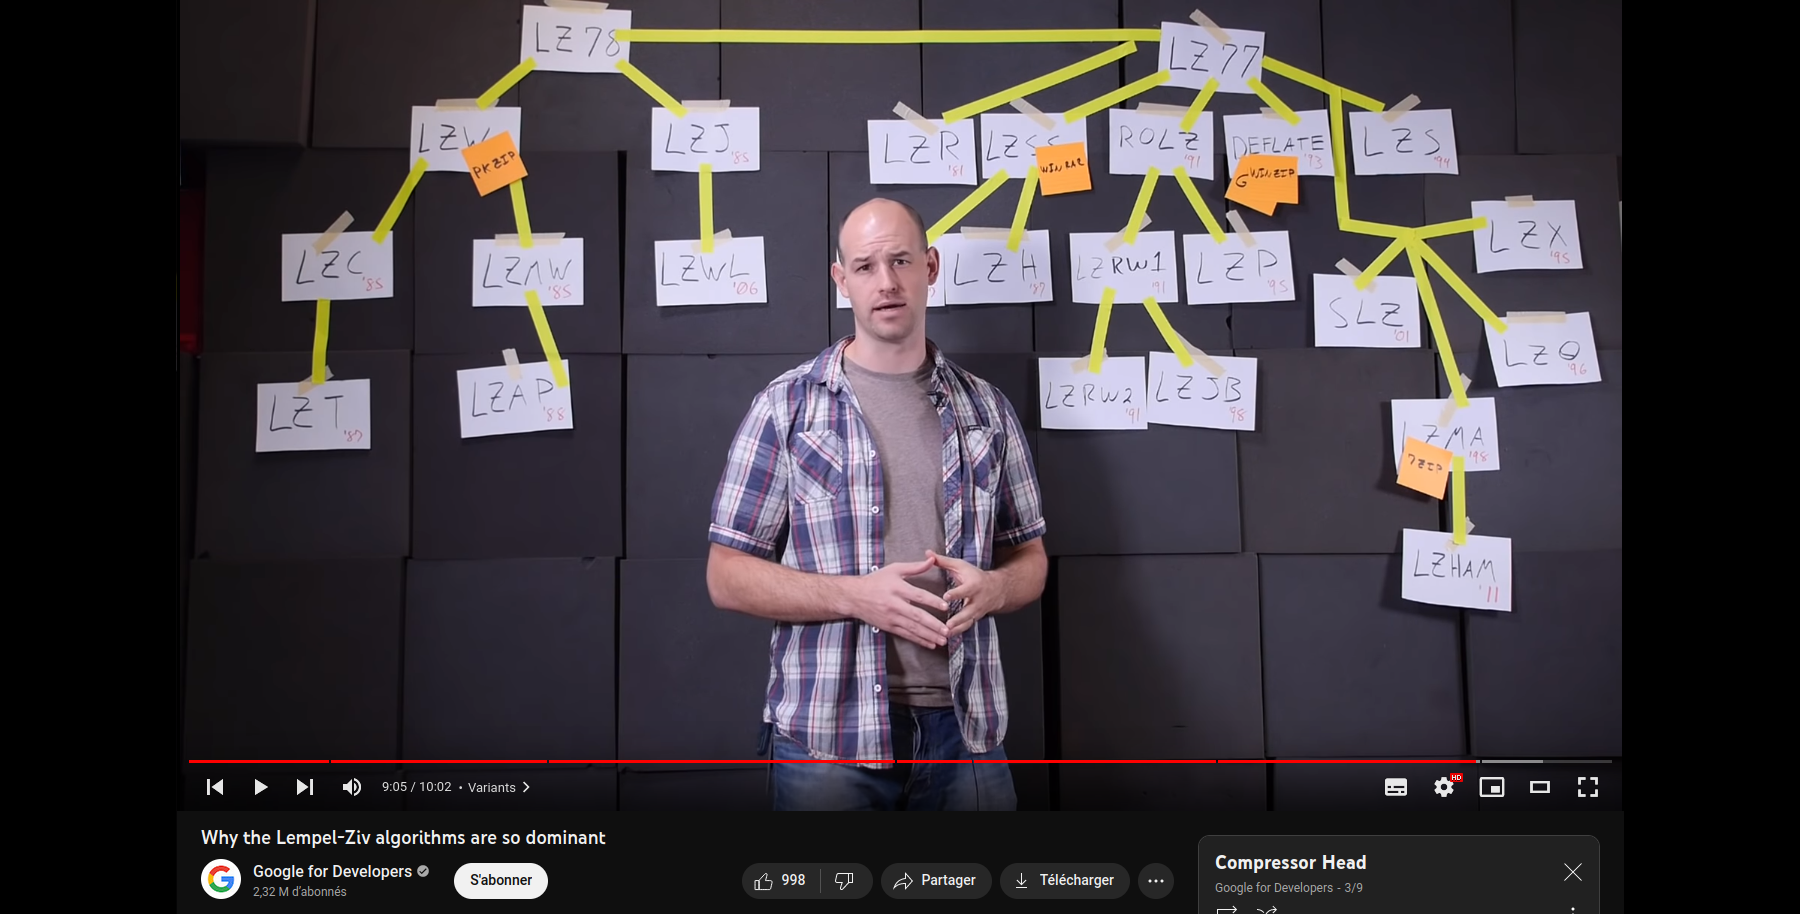 LZ78
LZ77
LZW
PKZIP
LZJ
'85
LZR
'81
LZSS
WINRAR
ROLZ
'91
DEFLATE
'93
G
WINZIP
LZS
'94
LZC
'85
LZMW
'85
LZWL
'06
LZH
'87
LZRW1
'91
LZP
'95
LZX
'95
SLZ
'01
LZQ
'96
LZT
'87
LZAP
'88
LZRW2
'91
LZJB
'98
LZMA
'98
7ZIP
LZHAM
'11
9:05 / 10:02 • Variants
HD
Why the Lempel-Ziv algorithms are so dominant
Google for Developers
2,32 M d'abonnés
S'abonner
998
Partager
Télécharger
Compressor Head
Google for Developers - 3/9